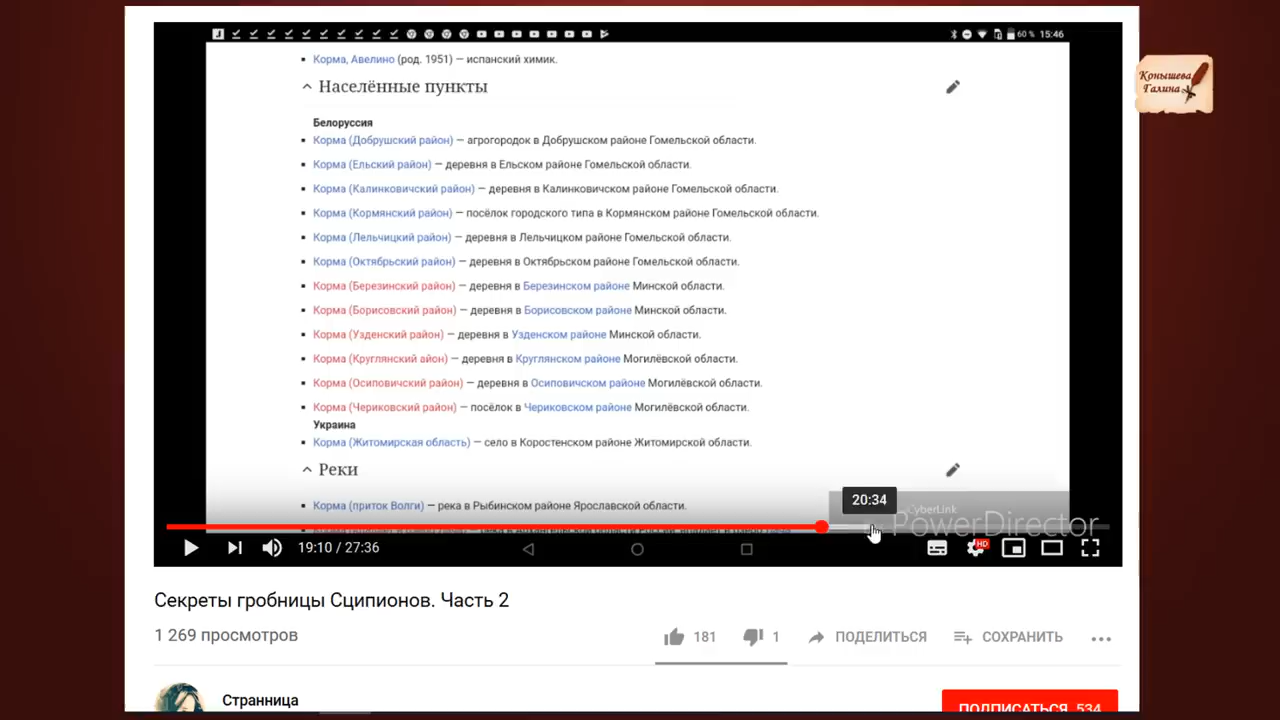 60 % 15:46
Корма, Авелино (род. 1951) — испанский химик.
Населённые пункты
Белоруссия
Корма (Добрушский район) — агрогородок в Добрушском районе Гомельской области.
Корма (Ельский район) — деревня в Ельском районе Гомельской области.
Корма (Калинковичский район) — деревня в Калинковичском районе Гомельской области.
Корма (Кормянский район) — посёлок городского типа в Кормянском районе Гомельской области.
Корма (Лельчицкий район) — деревня в Лельчицком районе Гомельской области.
Корма (Октябрьский район) — деревня в Октябрьском районе Гомельской области.
Корма (Березинский район) — деревня в Березинском районе Минской области.
Корма (Борисовский район) — деревня в Борисовском районе Минской области.
Корма (Узденский район) — деревня в Узденском районе Минской области.
Корма (Круглянский айон) — деревня в Круглянском районе Могилёвской области.
Корма (Осиповичский район) — деревня в Осиповичском районе Могилёвской области.
Корма (Чериковский район) — посёлок в Чериковском районе Могилёвской области.
Украина
Корма (Житомирская область) — село в Коростенском районе Житомирской области.
Реки
Корма (приток Волги) — река в Рыбинском районе Ярославской области.
20:34
CyberLink
PowerDirector
19:10 / 27:36
HD
Секреты гробницы Сципионов. Часть 2
1 269 просмотров
181
1
ПОДЕЛИТЬСЯ
СОХРАНИТЬ
Странница
ПОДПИСАТЬСЯ 534
Конышева
Галина